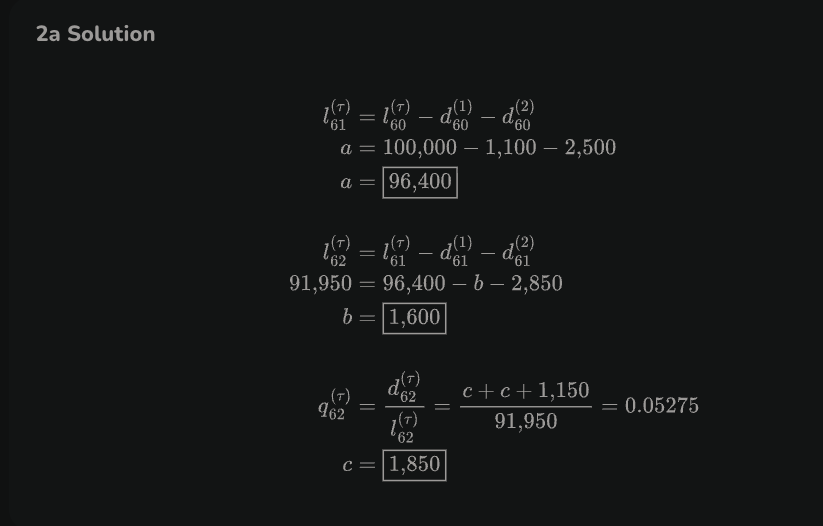 2a Solution
l_{61}^{(τ)} = l_{60}^{(τ)} − d_{60}^{(1)} − d_{60}^{(2)}
a = 100,000 − 1,100 − 2,500
a = 96,400
l_{62}^{(τ)} = l_{61}^{(τ)} − d_{61}^{(1)} − d_{61}^{(2)}
91,950 = 96,400 − b − 2,850
b = 1,600
q_{62}^{(τ)} = \frac{d_{62}^{(τ)}}{l_{62}^{(τ)}} = \frac{c + c + 1,150}{91,950} = 0.05275
c = 1,850